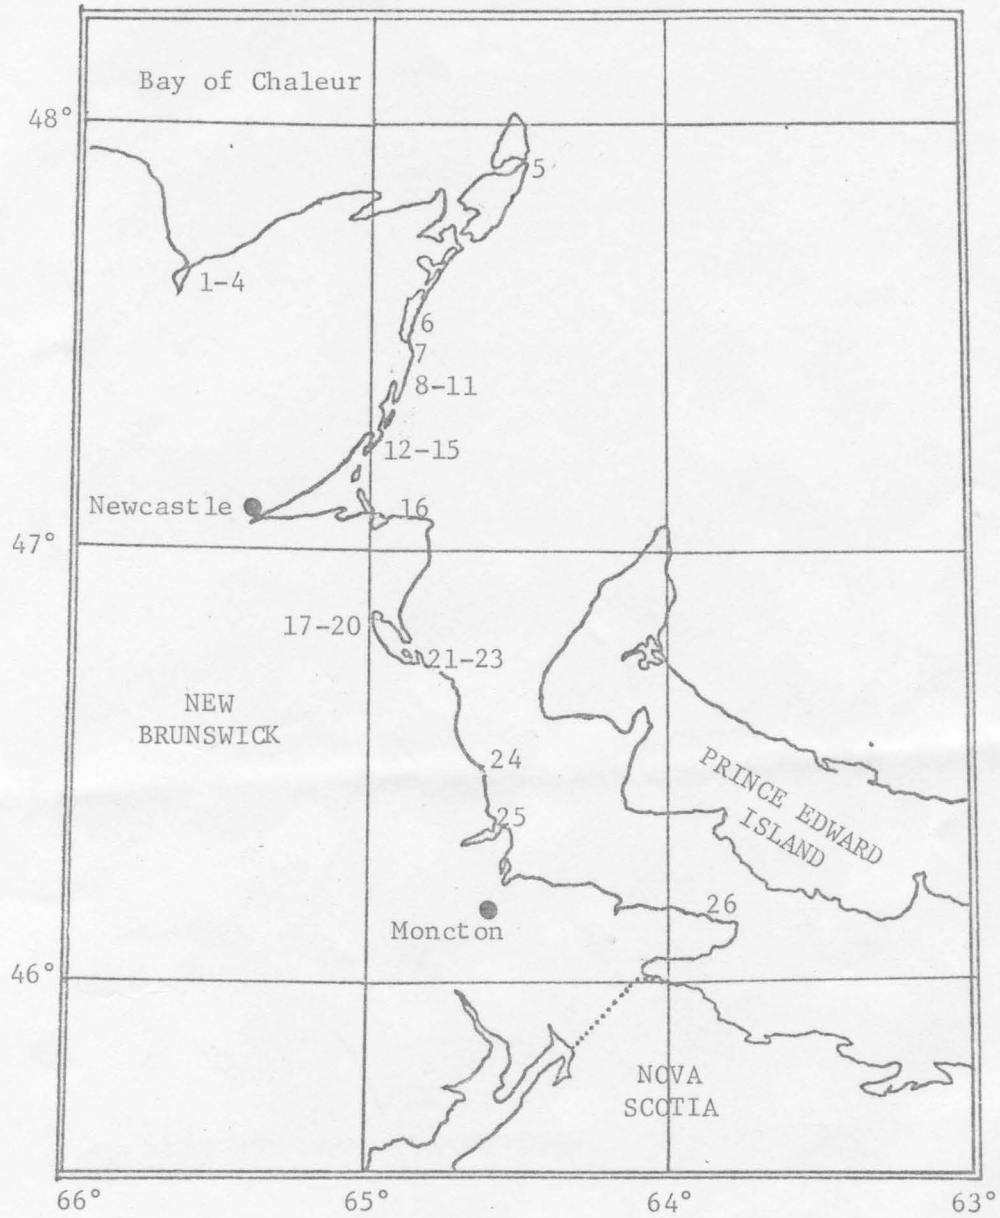 Bay of Chaleur
48°
5
1-4
6
7
8-11
12-15
Newcastle
16
47°
17-20
21-23
NEW
BRUNSWICK
24
PRINCE EDWARD
ISLAND
25
26
Moncton
46°
NOVA
SCOTIA
66°
65°
64°
63°